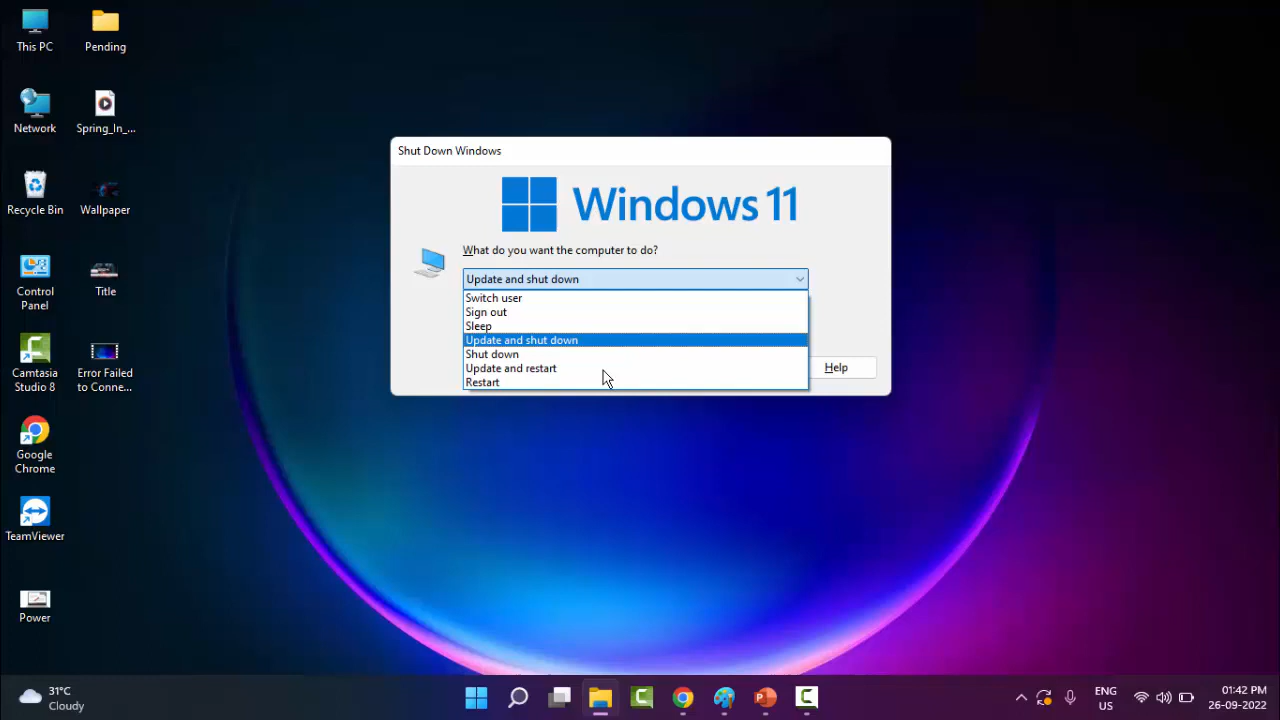 This PC
Pending
Network
Spring_In_...
Recycle Bin
Wallpaper
Control
Panel
Title
Camtasia
Studio 8
Error Failed
to Conne...
Google
Chrome
TeamViewer
Power
Shut Down Windows
Windows 11
What do you want the computer to do?
Update and shut down
Switch user
Sign out
Sleep
Update and shut down
Shut down
Update and restart
Restart
Help
31°C
Cloudy
ENG
US
01:42 PM
26-09-2022